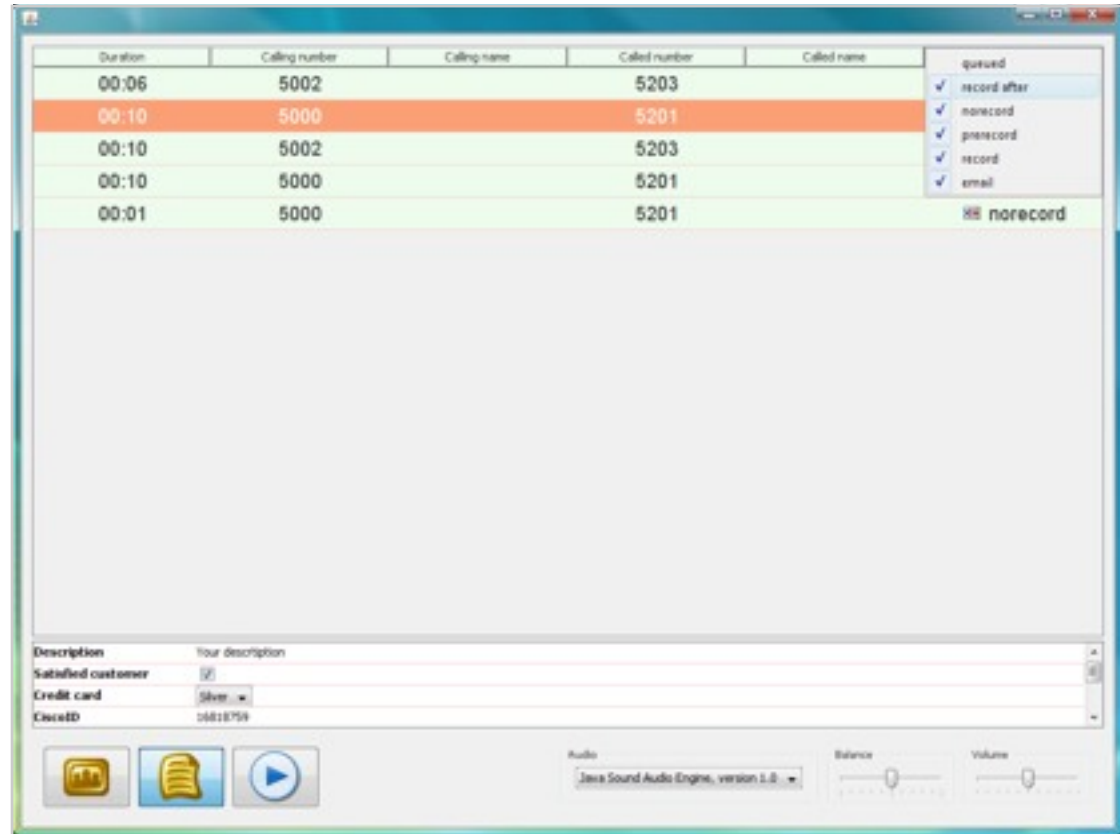 Duration Calling number Calling name Called number Called name
queued
00:06 5002 5203
record after
00:10 5000 5201
norecord
prerecord
00:10 5002 5203
record
00:10 5000 5201
email
00:01 5000 5201 norecord
Description Your desctiption
Satisfied customer
Credit card Silver
CiscoID 16818759
Audio Balance Volume
Java Sound Audio Engine, version 1.0